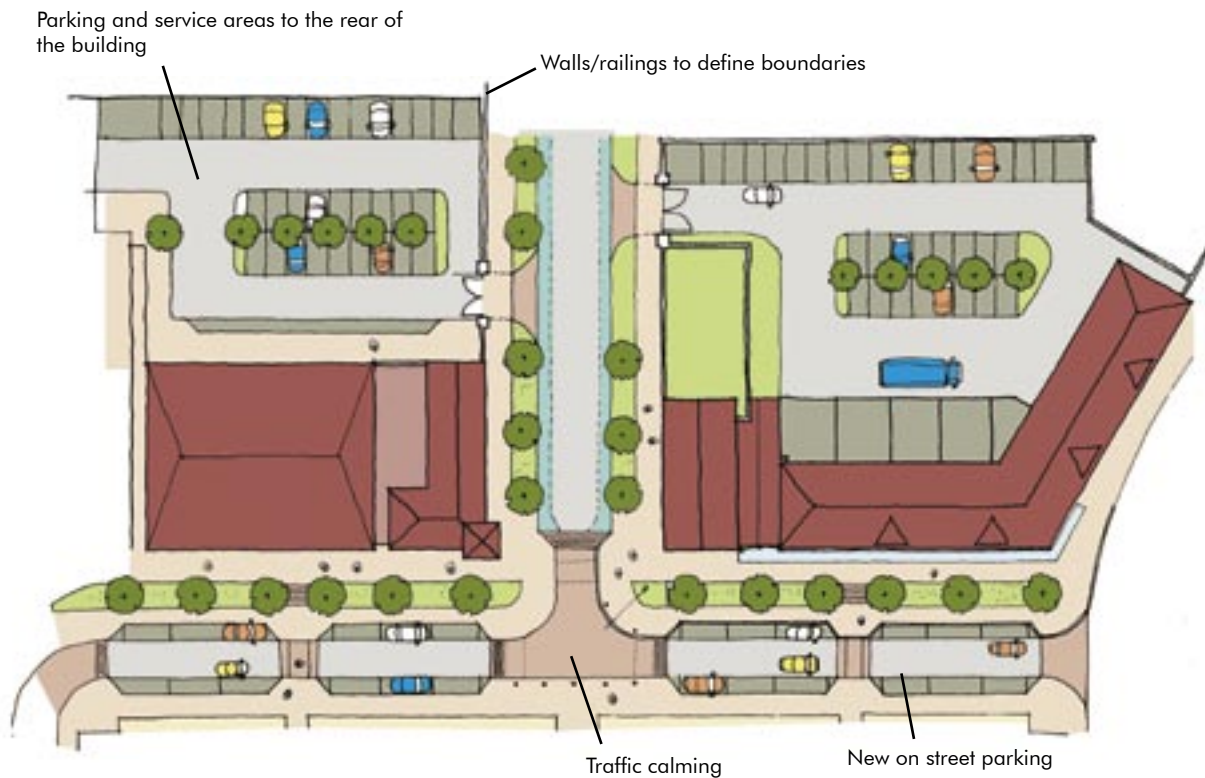 Parking and service areas to the rear of
the building
Walls/railings to define boundaries
Traffic calming
New on street parking